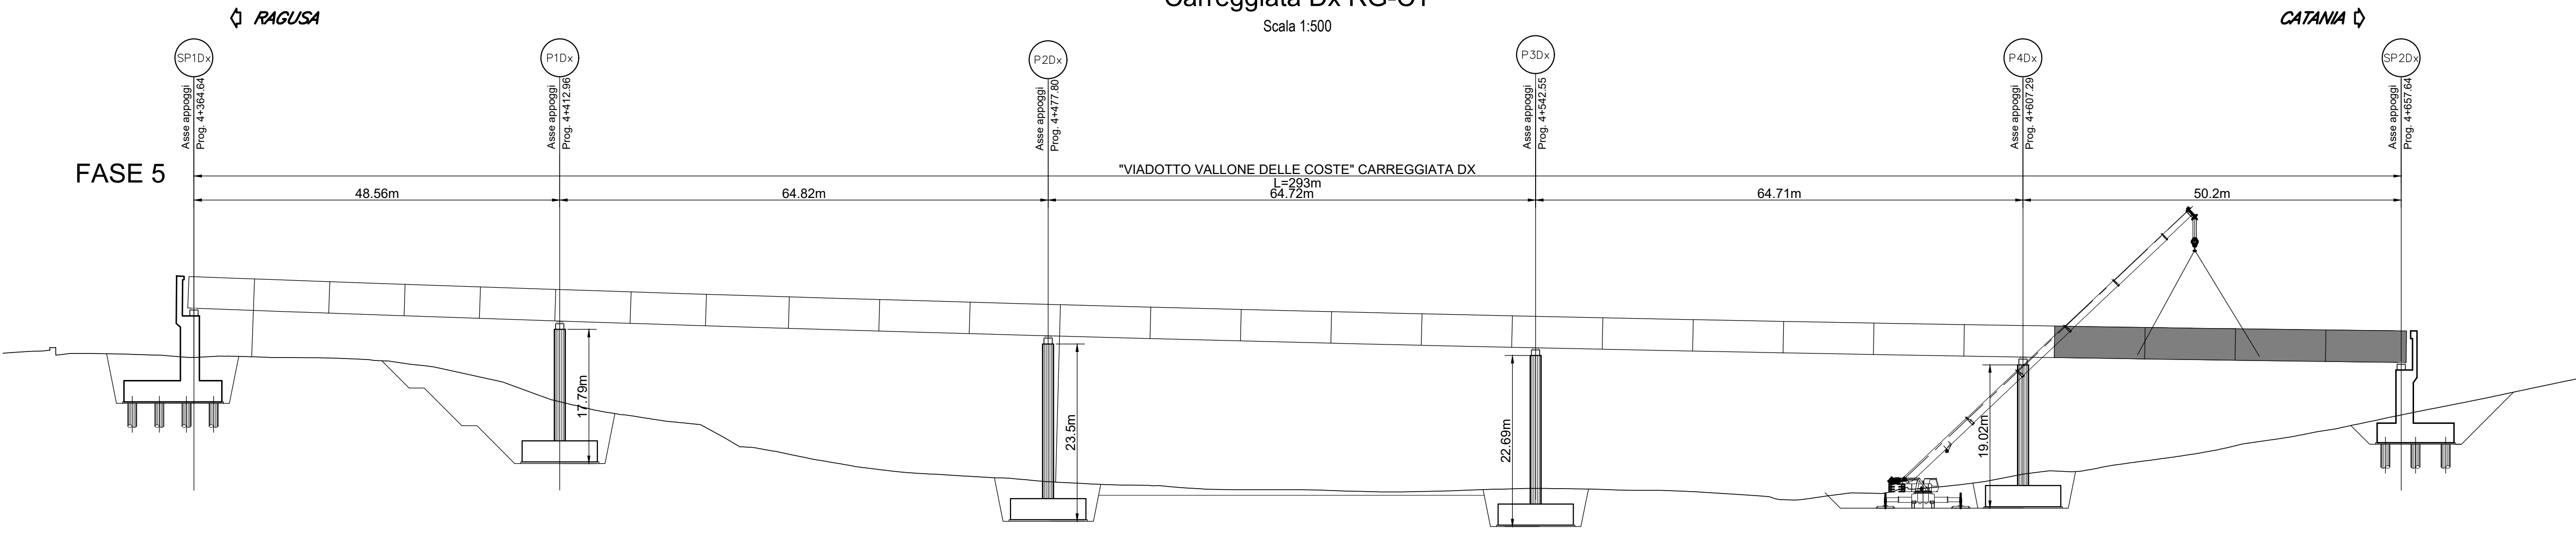 Carreggiata Dx RG-CT
Scala 1:500
RAGUSA
CATANIA
SP1Dx
P1Dx
P2Dx
P3Dx
P4Dx
SP2Dx
Asse appoggi
Prog. 4+364.64
Asse appoggi
Prog. 4+412.96
Asse appoggi
Prog. 4+477.80
Asse appoggi
Prog. 4+542.55
Asse appoggi
Prog. 4+607.29
Asse appoggi
Prog. 4+657.64
FASE 5
"VIADOTTO VALLONE DELLE COSTE" CARREGGIATA DX
L=293m
48.56m
64.82m
64.72m
64.71m
50.2m
17.79m
23.5m
22.69m
19.02m